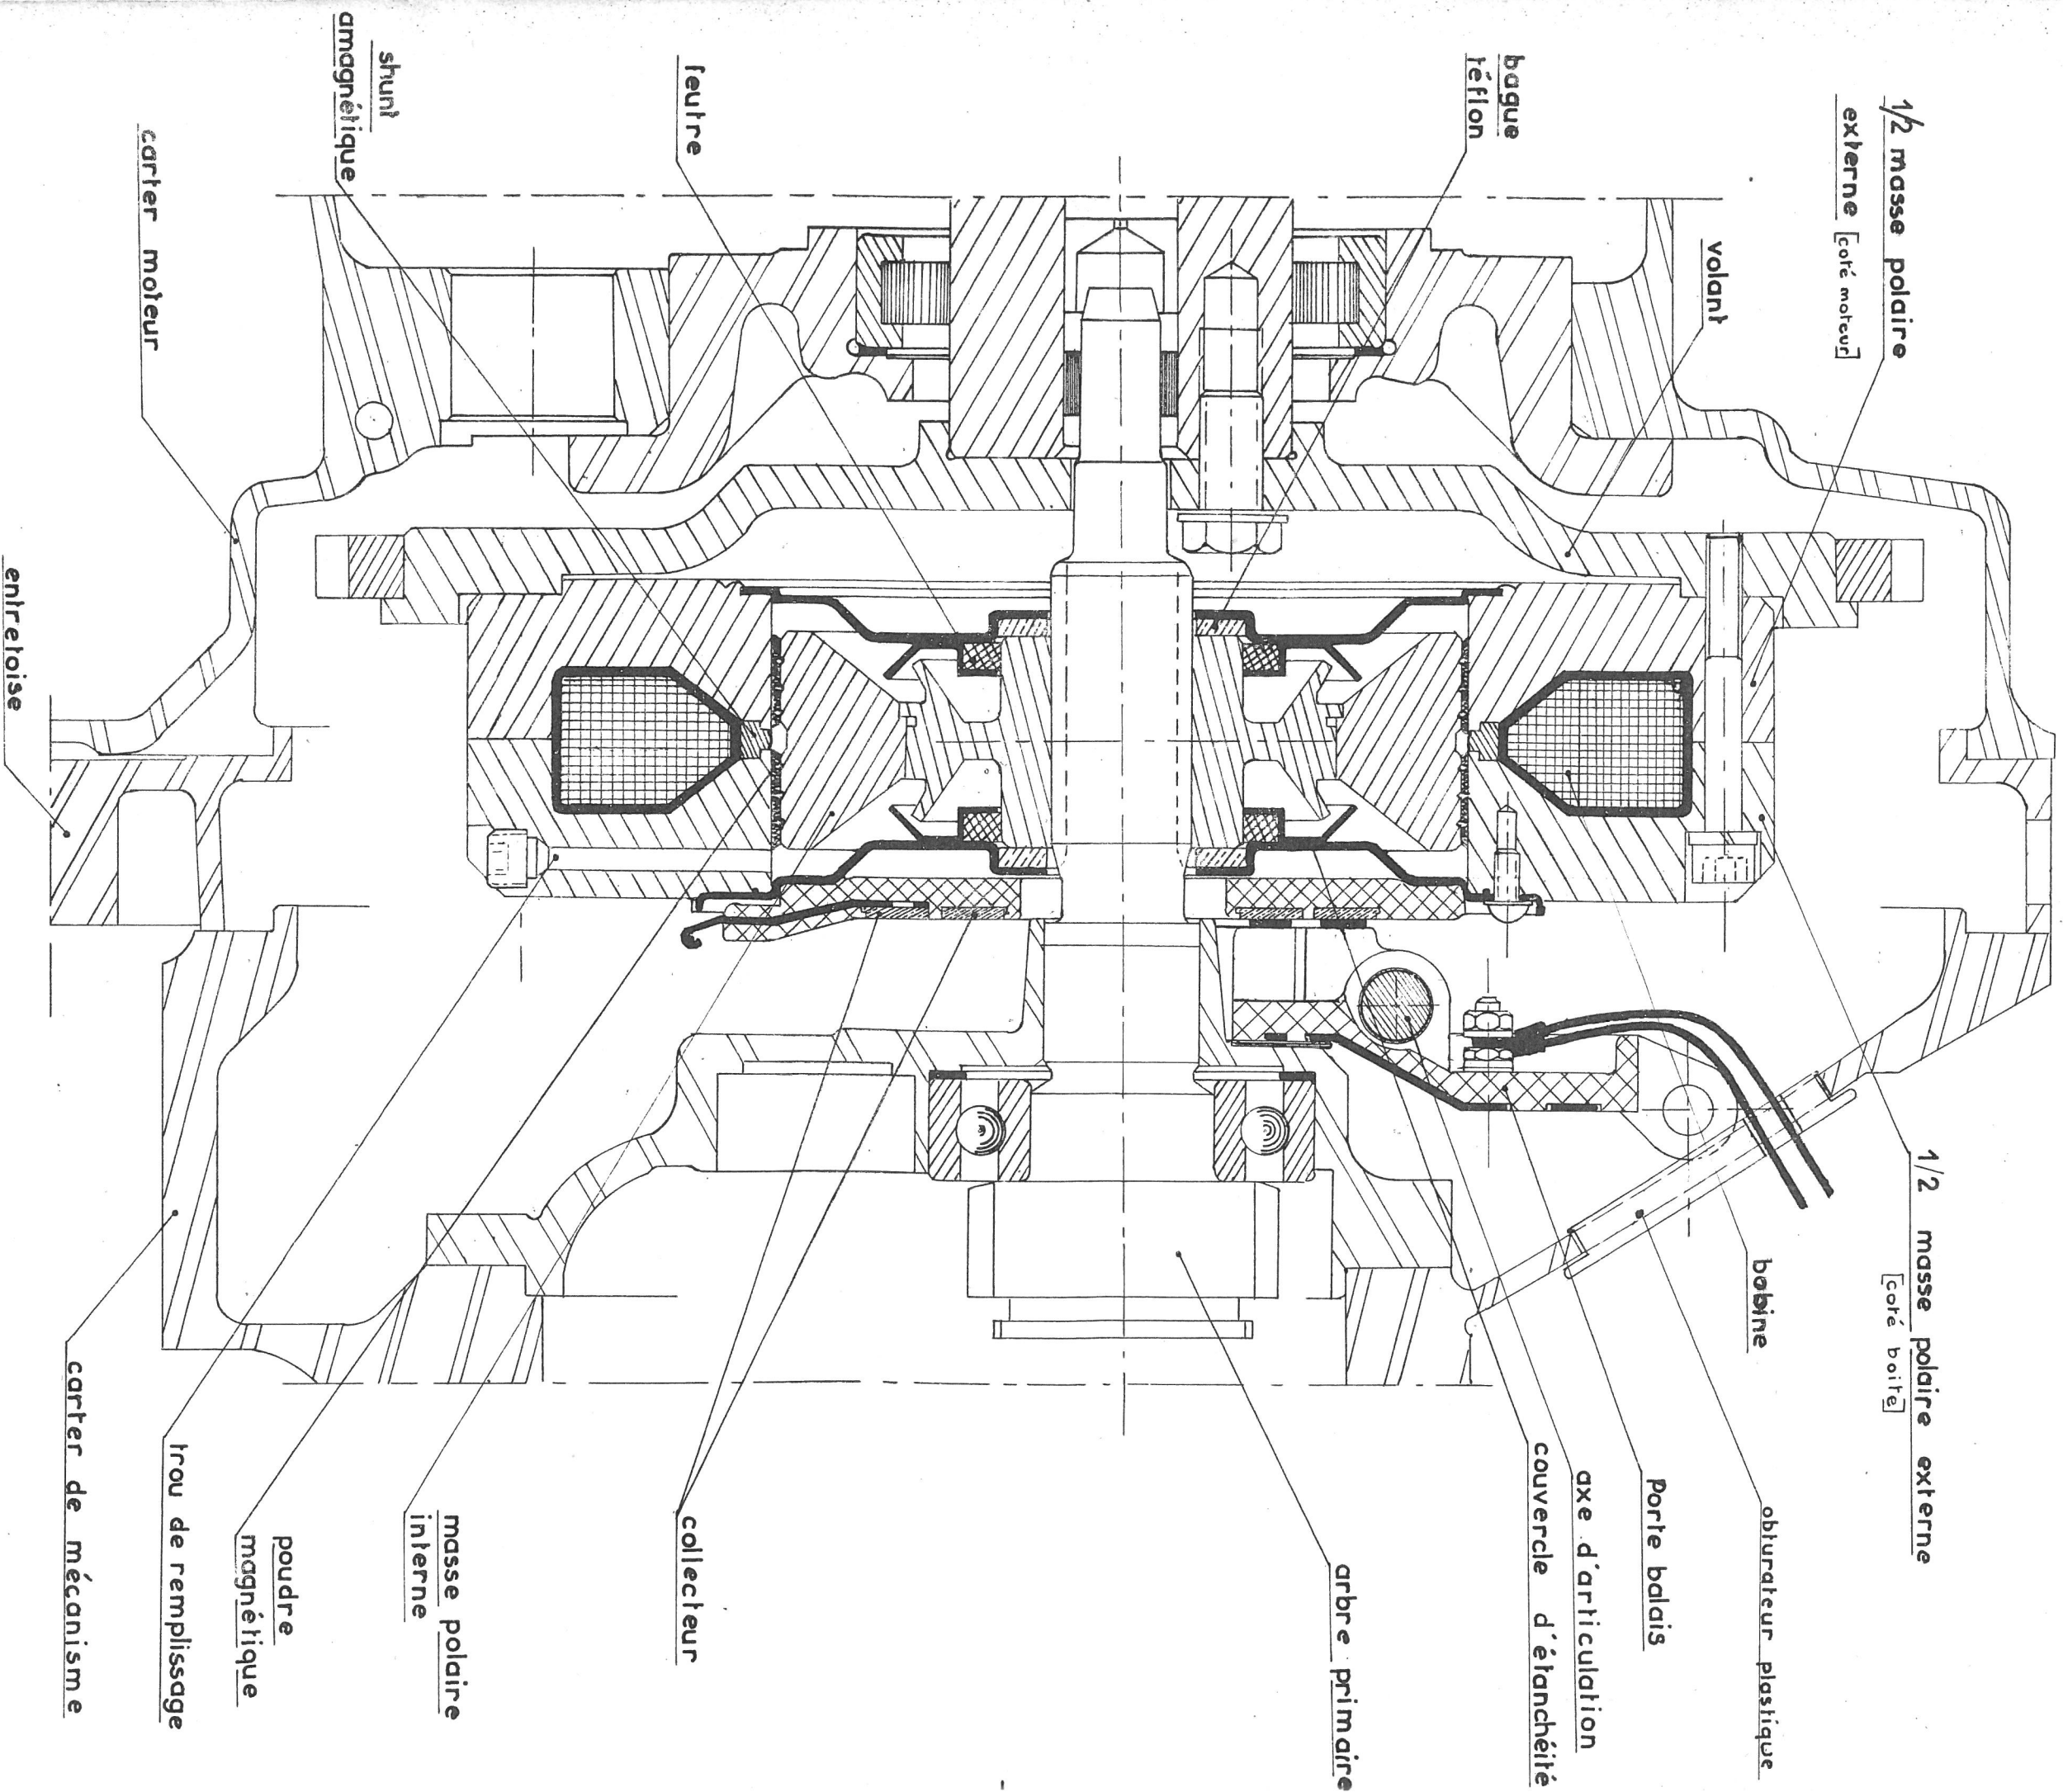 1/2 masse polaire
externe [coté moteur]
volant
bague
téflon
feutre
shunt
amagnétique
carter moteur
entretoise
1/2 masse polaire externe
[coté boite]
bobine
obturateur plastique
Porte balais
axe d'articulation
couvercle d'étanchéité
arbre primaire
collecteur
masse polaire
interne
poudre
magnétique
trou de remplissage
carter de mécanisme